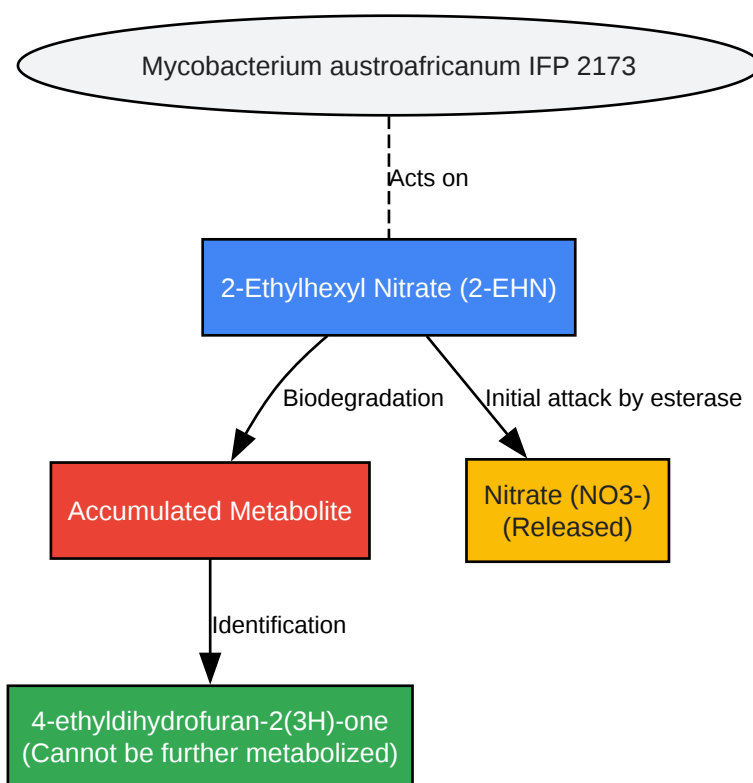 Mycobacterium austroafricanum IFP 2173
Acts on
2-Ethylhexyl Nitrate (2-EHN)
Biodegradation
Initial attack by esterase
Accumulated Metabolite
Nitrate (NO3-)
(Released)
Identification
4-ethyldihydrofuran-2(3H)-one
(Cannot be further metabolized)